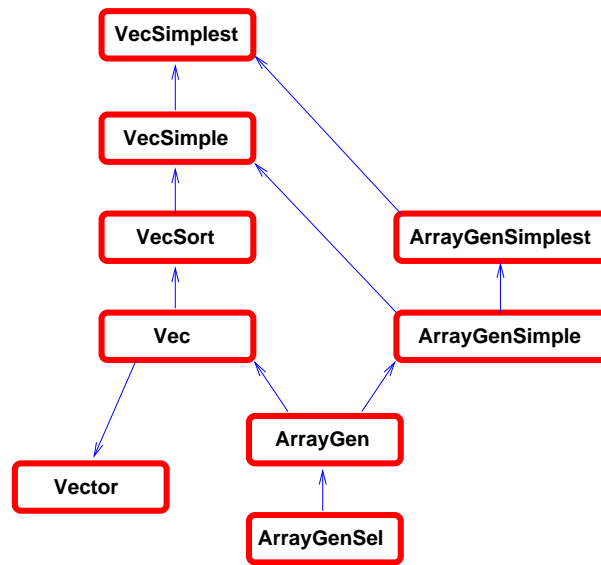 VecSimplest
VecSimple
VecSort
ArrayGenSimplest
Vec
ArrayGenSimple
ArrayGen
Vector
ArrayGenSel